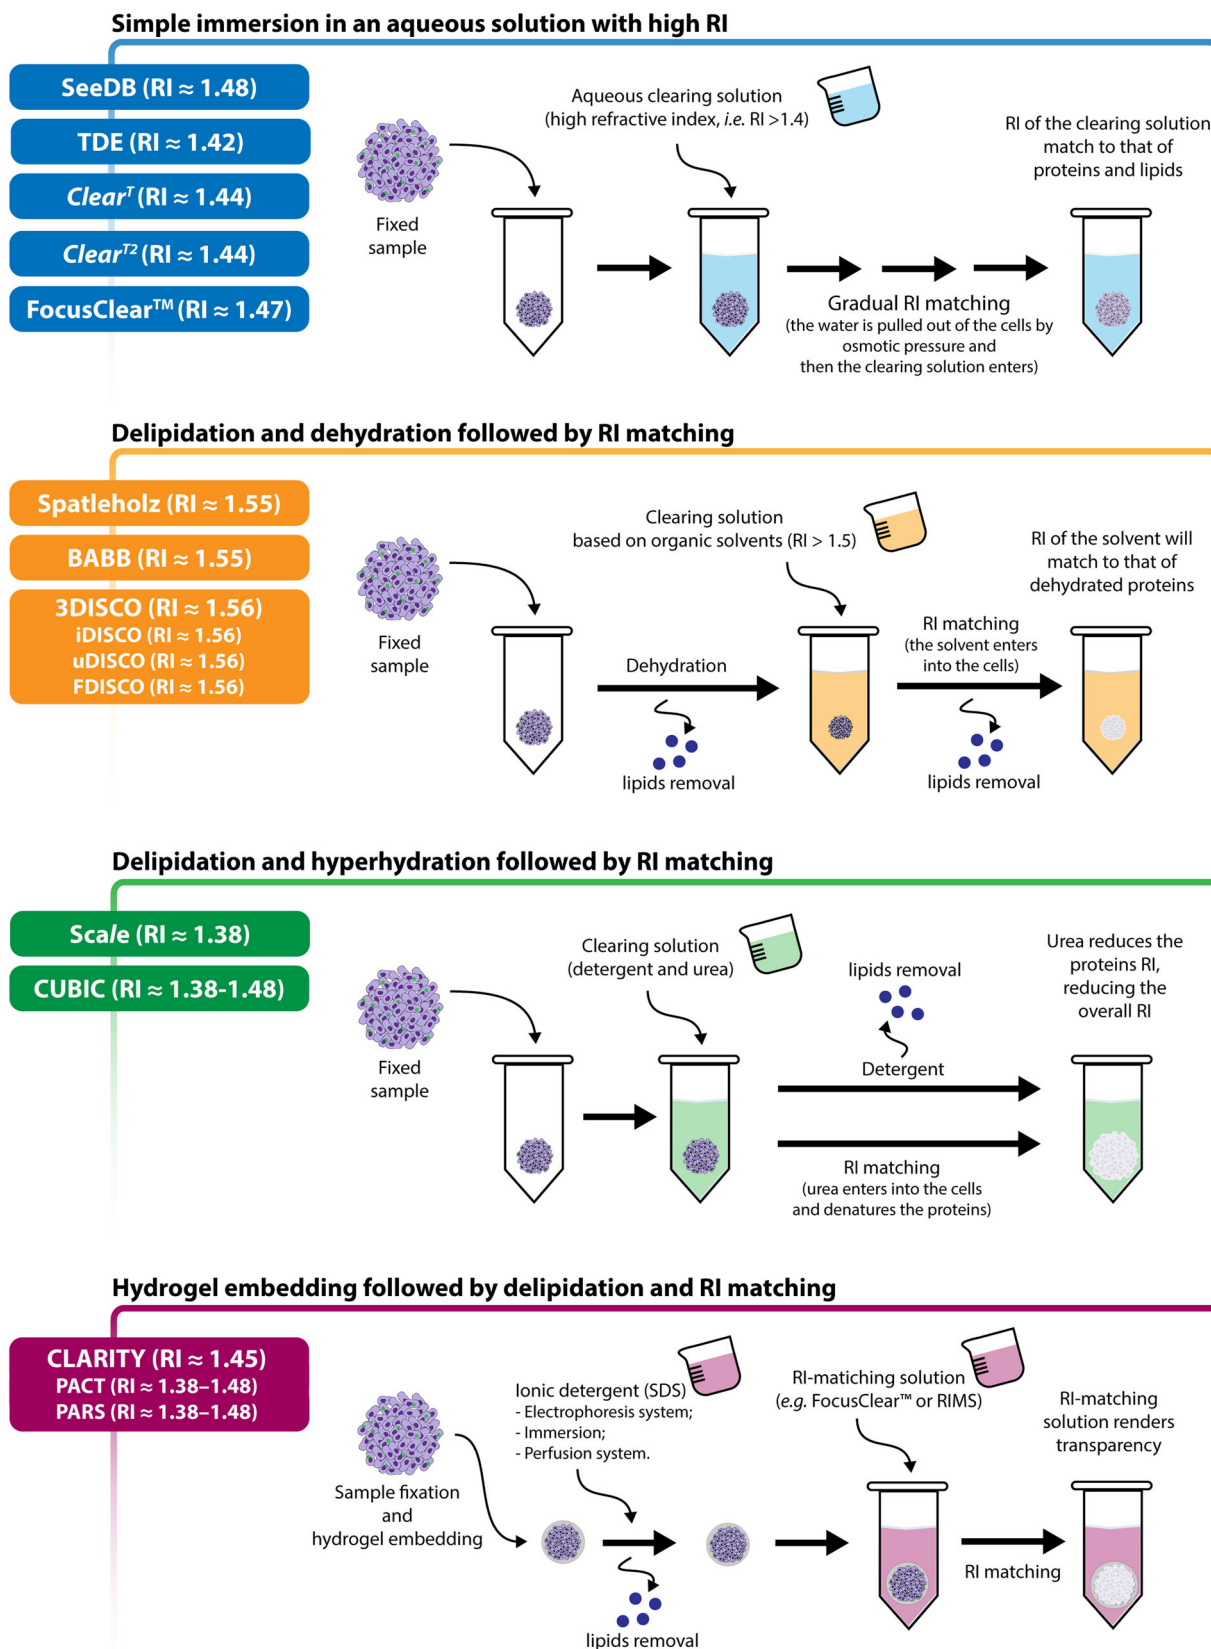 Simple immersion in an aqueous solution with high RI
SeeDB (RI ≈ 1.48)
TDE (RI ≈ 1.42)
Clearᵀ (RI ≈ 1.44)
Clearᵀ² (RI ≈ 1.44)
FocusClear™ (RI ≈ 1.47)
Fixed
sample
Aqueous clearing solution
(high refractive index, i.e. RI >1.4)
Gradual RI matching
(the water is pulled out of the cells by
osmotic pressure and
then the clearing solution enters)
RI of the clearing solution
match to that of
proteins and lipids
Delipidation and dehydration followed by RI matching
Spatleholz (RI ≈ 1.55)
BABB (RI ≈ 1.55)
3DISCO (RI ≈ 1.56)
iDISCO (RI ≈ 1.56)
uDISCO (RI ≈ 1.56)
FDISCO (RI ≈ 1.56)
Fixed
sample
Clearing solution
based on organic solvents (RI > 1.5)
Dehydration
lipids removal
RI matching
(the solvent enters
into the cells)
lipids removal
RI of the solvent will
match to that of
dehydrated proteins
Delipidation and hyperhydration followed by RI matching
Scale (RI ≈ 1.38)
CUBIC (RI ≈ 1.38-1.48)
Fixed
sample
Clearing solution
(detergent and urea)
lipids removal
Detergent
RI matching
(urea enters into the cells
and denatures the proteins)
Urea reduces the
proteins RI,
reducing the
overall RI
Hydrogel embedding followed by delipidation and RI matching
CLARITY (RI ≈ 1.45)
PACT (RI ≈ 1.38–1.48)
PARS (RI ≈ 1.38–1.48)
Sample fixation
and
hydrogel embedding
Ionic detergent (SDS)
- Electrophoresis system;
- Immersion;
- Perfusion system.
lipids removal
RI-matiching solution
(e.g. FocusClear™ or RIMS)
RI matching
RI-matching
solution renders
transparency